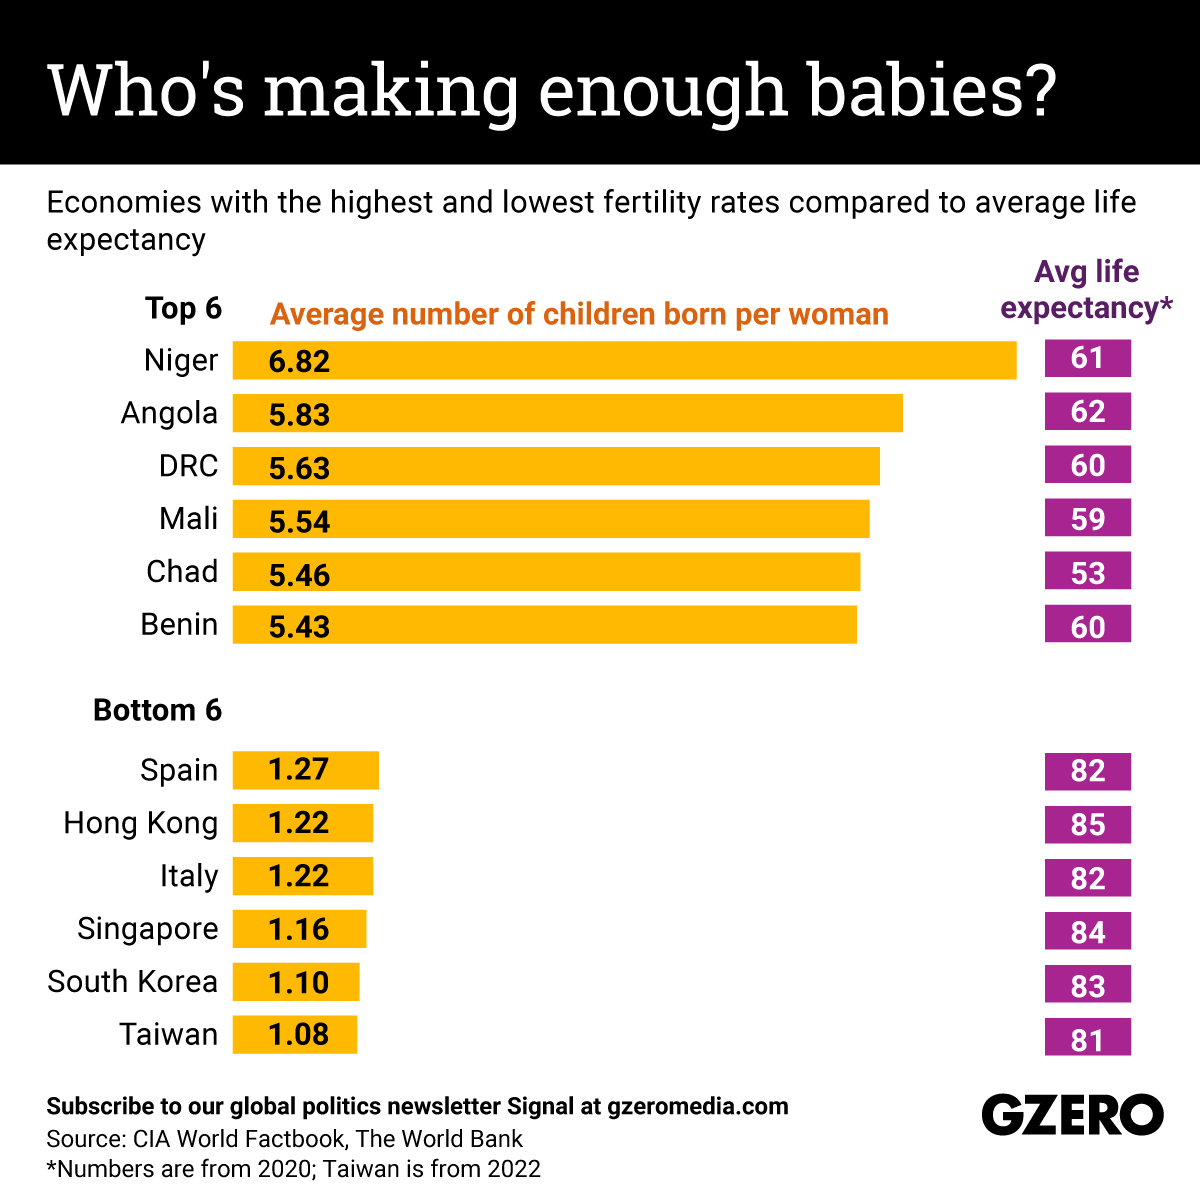 Who's making enough babies?
Economies with the highest and lowest fertility rates compared to average life
expectancy
Avg life
expectancy*
Top 6 Average number of children born per woman
Niger 6.82 61
Angola 5.83 62
DRC 5.63 60
Mali 5.54 59
Chad 5.46 53
Benin 5.43 60
Bottom 6
Spain 1.27 82
Hong Kong 1.22 85
Italy 1.22 82
Singapore 1.16 84
South Korea 1.10 83
Taiwan 1.08 81
Subscribe to our global politics newsletter Signal at gzeromedia.com
Source: CIA World Factbook, The World Bank
*Numbers are from 2020; Taiwan is from 2022
GZERO